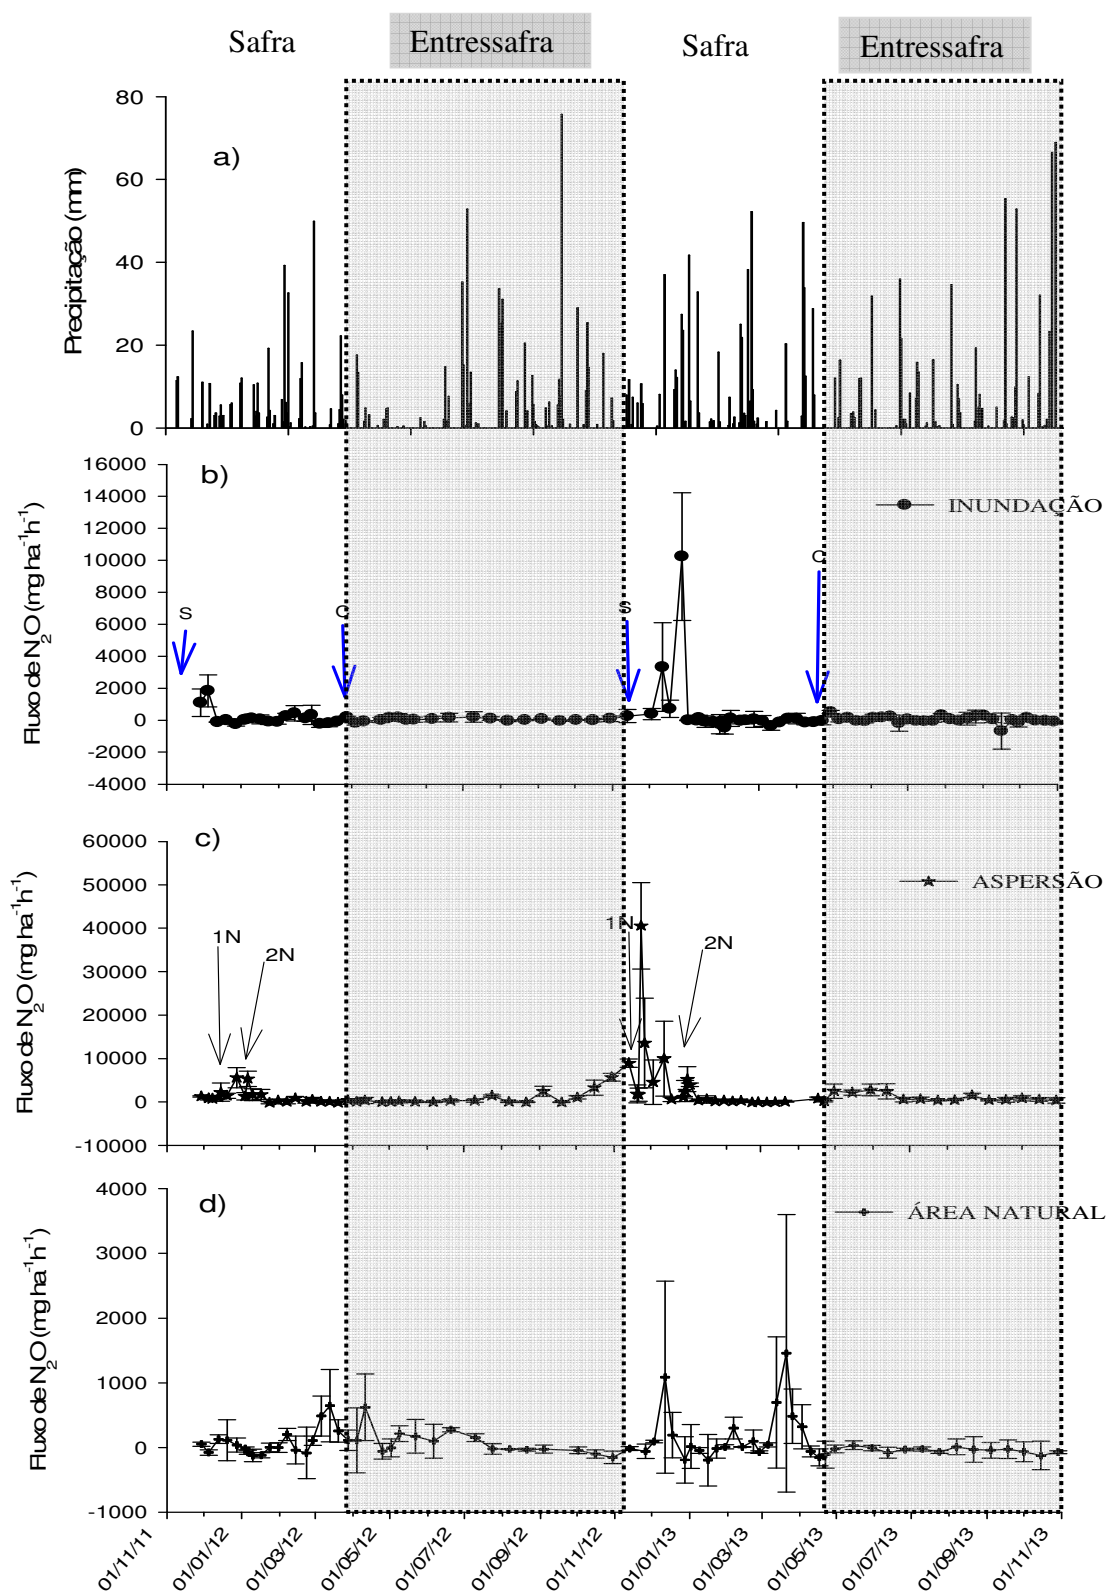 Safra Entressafra Safra Entressafra
80
a)
60
Precipitação (mm)
40
20
0
16000
b)
14000
INUNDAÇÃO
12000
10000
Fluxo de N2O (mg ha-1h-1)
8000
C
S S
C
6000
4000
2000
0
-2000
-4000
60000
c)
50000
ASPERSÃO
40000
1N 1N
2N 2N
30000
Fluxo de N2O (mg ha-1h-1)
20000
10000
0
-10000
4000
d)
ÁREA NATURAL
3000
Fluxo de N2O (mg ha-1h-1)
2000
1000
0
-1000
01/11/11 01/01/12 01/03/12 01/05/12 01/07/12 01/09/12 01/11/12 01/01/13 01/03/13 01/05/13 01/07/13 01/09/13 01/11/13